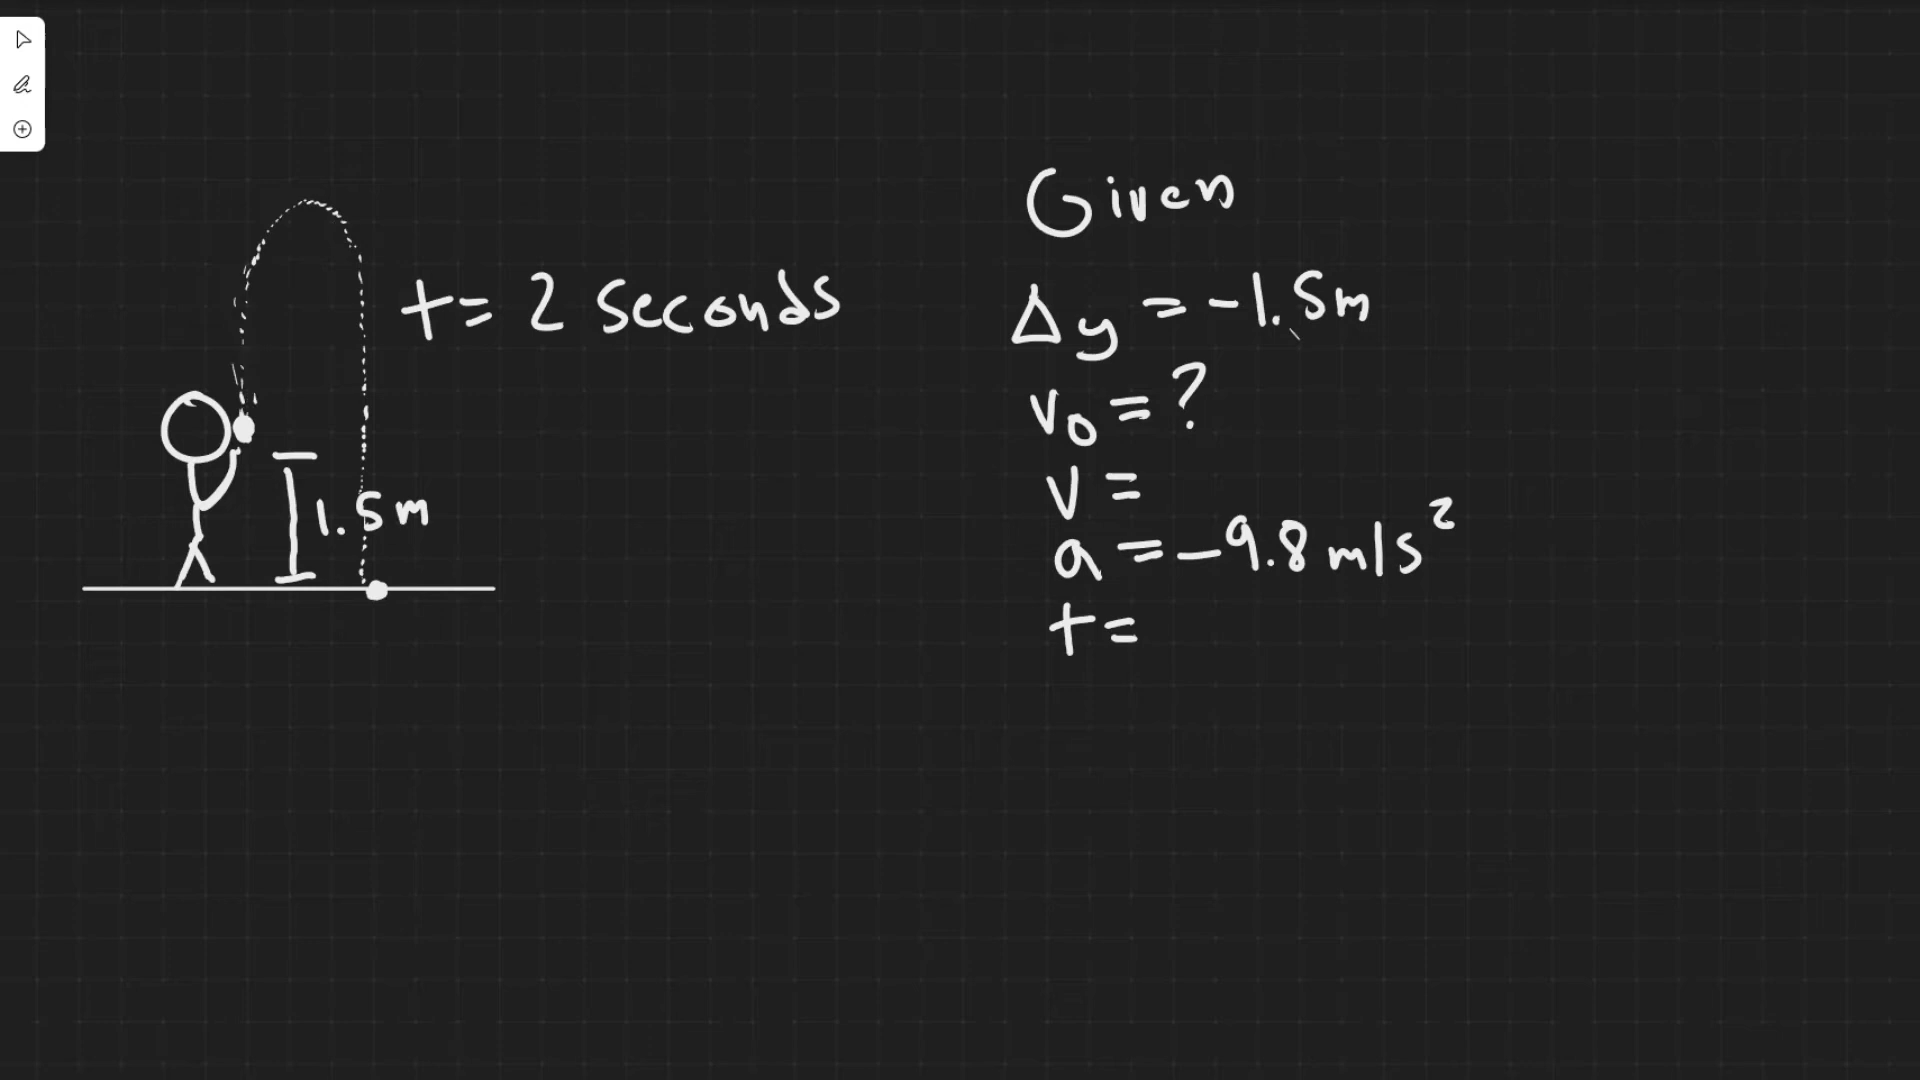 t = 2 seconds
1.5m
Given
Δy = -1.5m
v₀ = ?
v =
a = -9.8 m/s²
t =